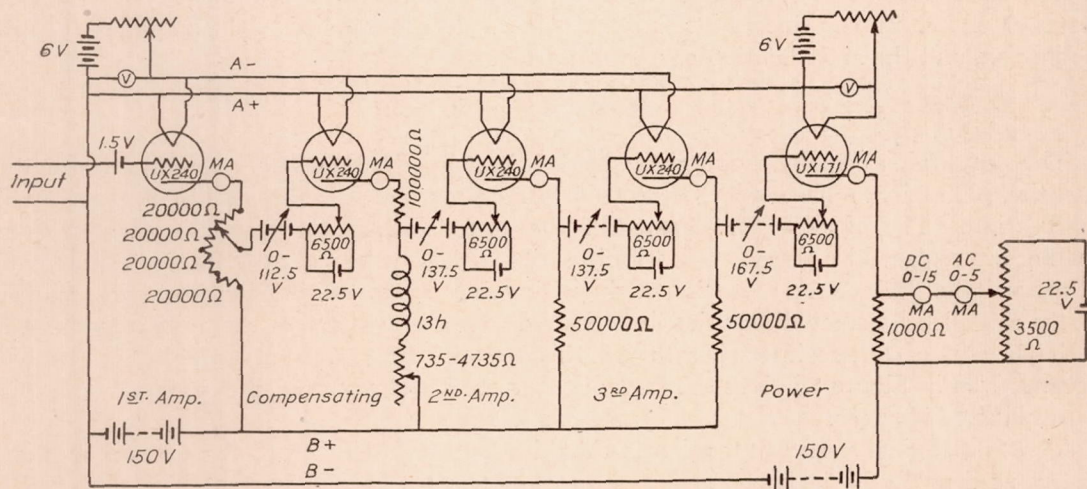 6V
6V
V
A-
V
A+
1.5V
Input
UX240
MA
UX240
MA
UX240
MA
UX240
MA
UX171
MA
100000Ω
20000Ω
20000Ω
20000Ω
20000Ω
0-
112.5
V
6500
Ω
22.5V
0-
137.5
V
6500
Ω
22.5V
0-
137.5
V
6500
Ω
22.5V
0-
167.5
V
6500
Ω
22.5V
DC
0-15
MA
AC
0-5
MA
22.5
V
13h
50000Ω
50000Ω
1000Ω
3500
Ω
735-4735Ω
1ST. Amp.
Compensating
2ND. Amp.
3RD Amp.
Power
150V
B+
B-
150V